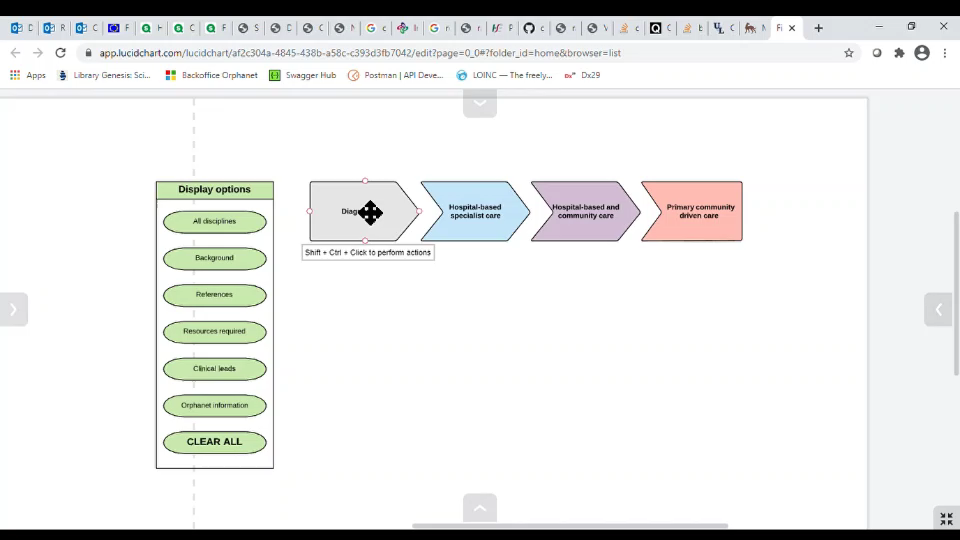 app.lucidchart.com/lucidchart/af2c304a-4845-438b-a58c-c393d3fb7042/edit?page=0_0#?folder_id=home&browser=list
Apps
Library Genesis: Sci...
Backoffice Orphanet
Swagger Hub
Postman | API Deve...
LOINC — The freely...
Dx29
Display options
All disciplines
Background
References
Resources required
Clinical leads
Orphanet information
CLEAR ALL
Hospital-based
specialist care
Hospital-based and
community care
Primary community
driven care
Shift + Ctrl + Click to perform actions